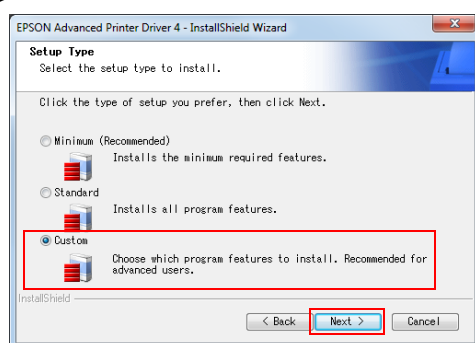 EPSON Advanced Printer Driver 4 - InstallShield Wizard
Setup Type
Select the setup type to install.
Click the type of setup you prefer, then click Next.
Minimum (Recommended)
Installs the minimum required features.
Standard
Installs all program features.
Custom
Choose which program features to install. Recommended for
advanced users.
InstallShield
< Back Next > Cancel